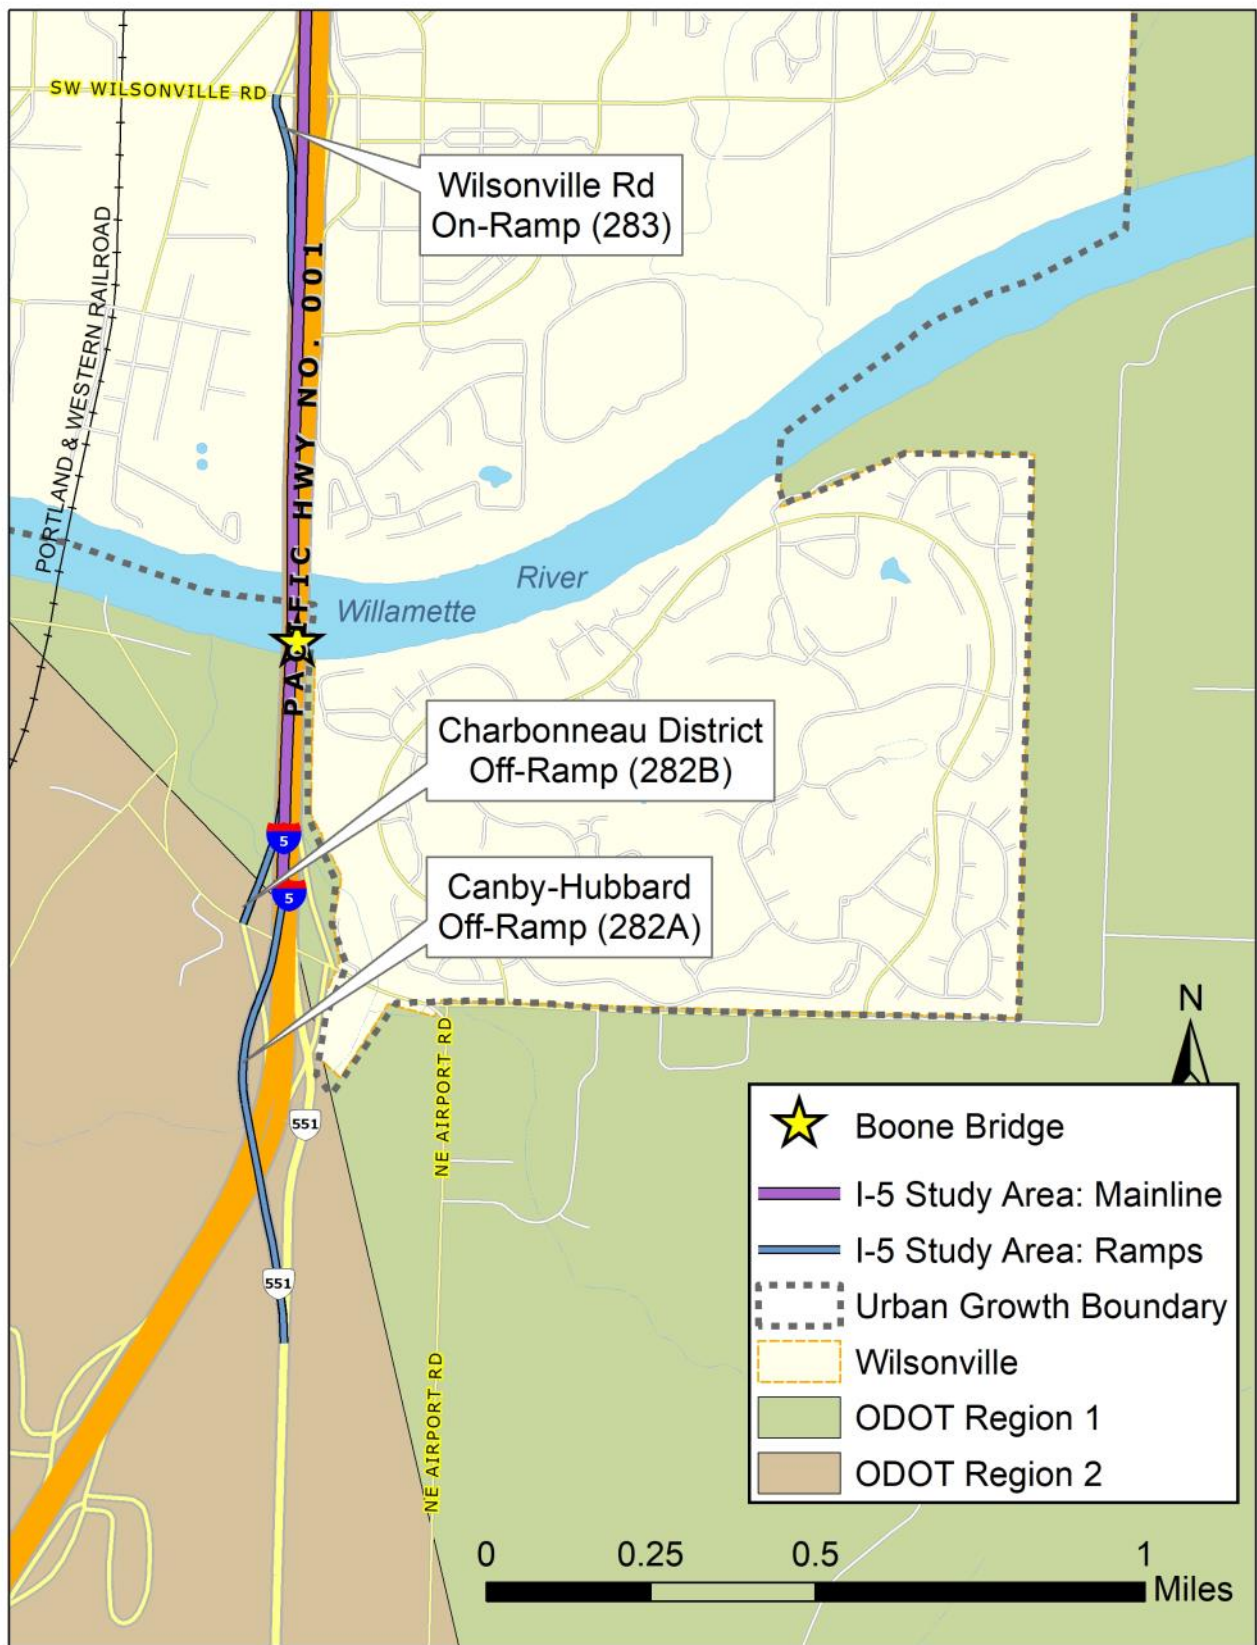 SW WILSONVILLE RD
Wilsonville Rd
On-Ramp (283)
PORTLAND & WESTERN RAILROAD
PACIFIC HWY NO. 001
River
Willamette
Charbonneau District
Off-Ramp (282B)
5
5
Canby-Hubbard
Off-Ramp (282A)
N
NE AIRPORT RD
551
551
NE AIRPORT RD
Boone Bridge
I-5 Study Area: Mainline
I-5 Study Area: Ramps
Urban Growth Boundary
Wilsonville
ODOT Region 1
ODOT Region 2
0 0.25 0.5 1
Miles